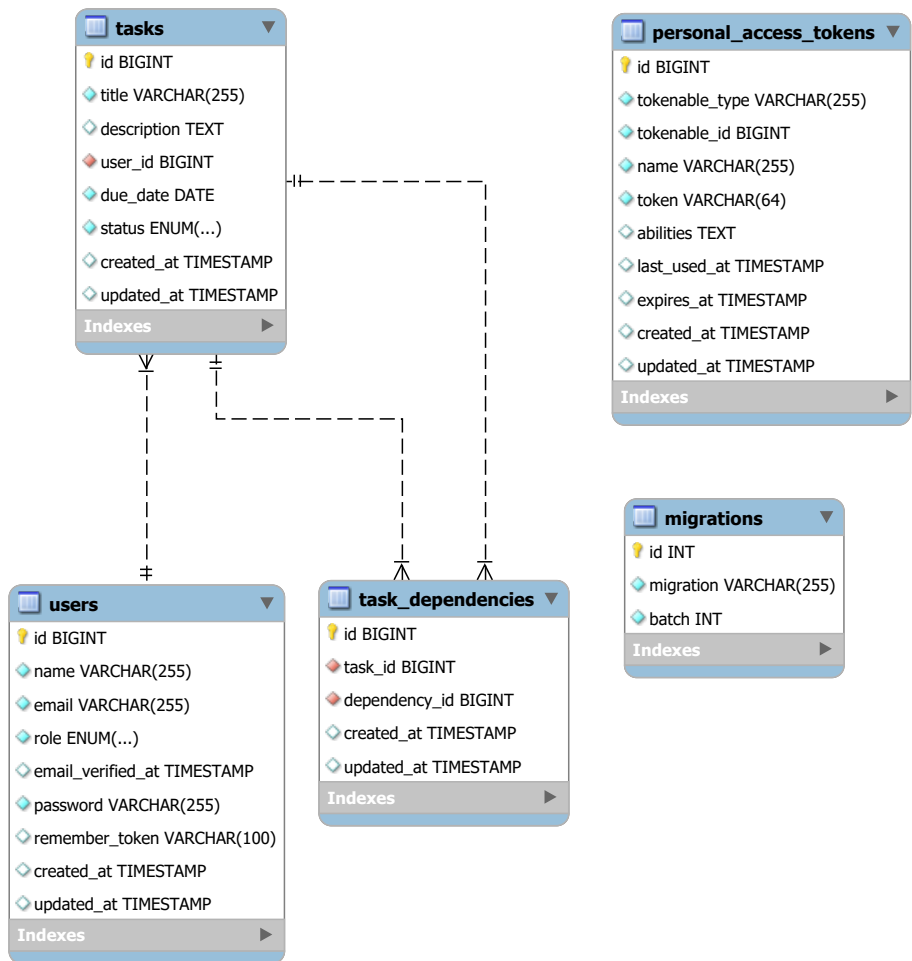 tasks
id BIGINT
title VARCHAR(255)
description TEXT
user_id BIGINT
due_date DATE
status ENUM(...)
created_at TIMESTAMP
updated_at TIMESTAMP
Indexes
personal_access_tokens
id BIGINT
tokenable_type VARCHAR(255)
tokenable_id BIGINT
name VARCHAR(255)
token VARCHAR(64)
abilities TEXT
last_used_at TIMESTAMP
expires_at TIMESTAMP
created_at TIMESTAMP
updated_at TIMESTAMP
Indexes
migrations
id INT
migration VARCHAR(255)
batch INT
Indexes
users
id BIGINT
name VARCHAR(255)
email VARCHAR(255)
role ENUM(...)
email_verified_at TIMESTAMP
password VARCHAR(255)
remember_token VARCHAR(100)
created_at TIMESTAMP
updated_at TIMESTAMP
Indexes
task_dependencies
id BIGINT
task_id BIGINT
dependency_id BIGINT
created_at TIMESTAMP
updated_at TIMESTAMP
Indexes